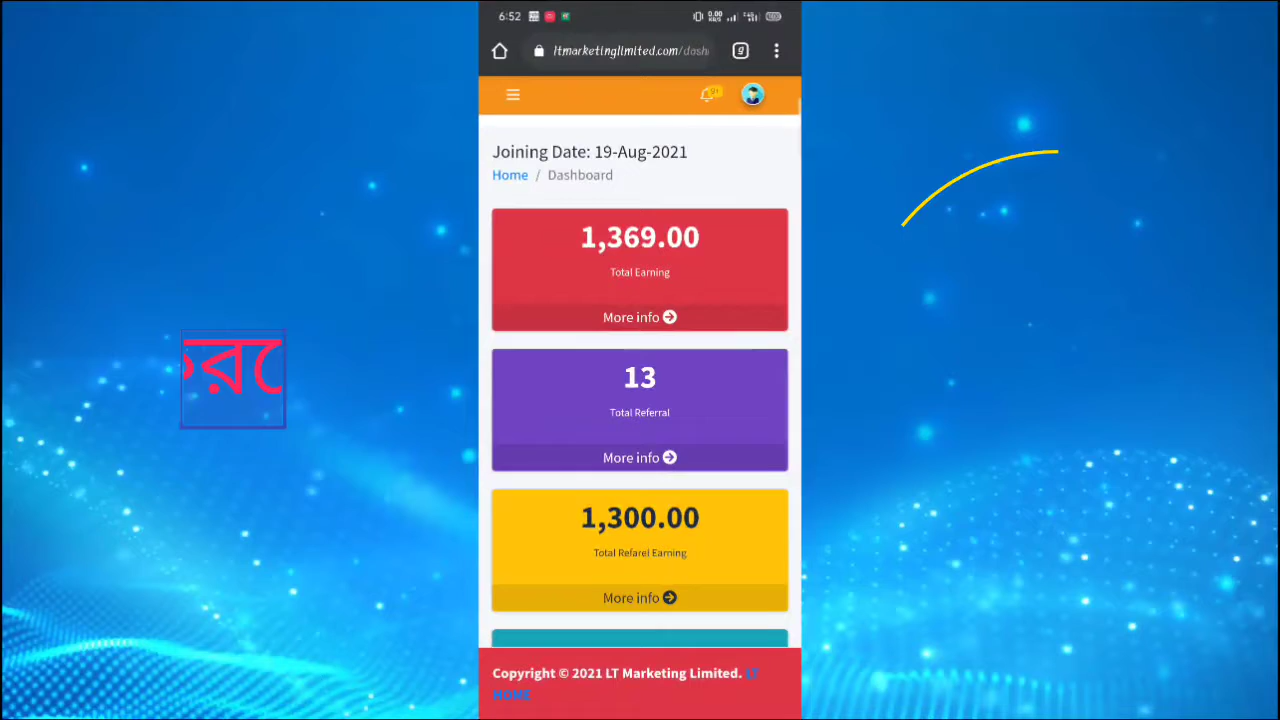 6:52
ltmarketinglimited.com/dash
9+
Joining Date: 19-Aug-2021
Home / Dashboard
1,369.00
Total Earning
More info
13
Total Referral
More info
1,300.00
Total Refarel Earning
More info
Copyright © 2021 LT Marketing Limited. LT
HOME